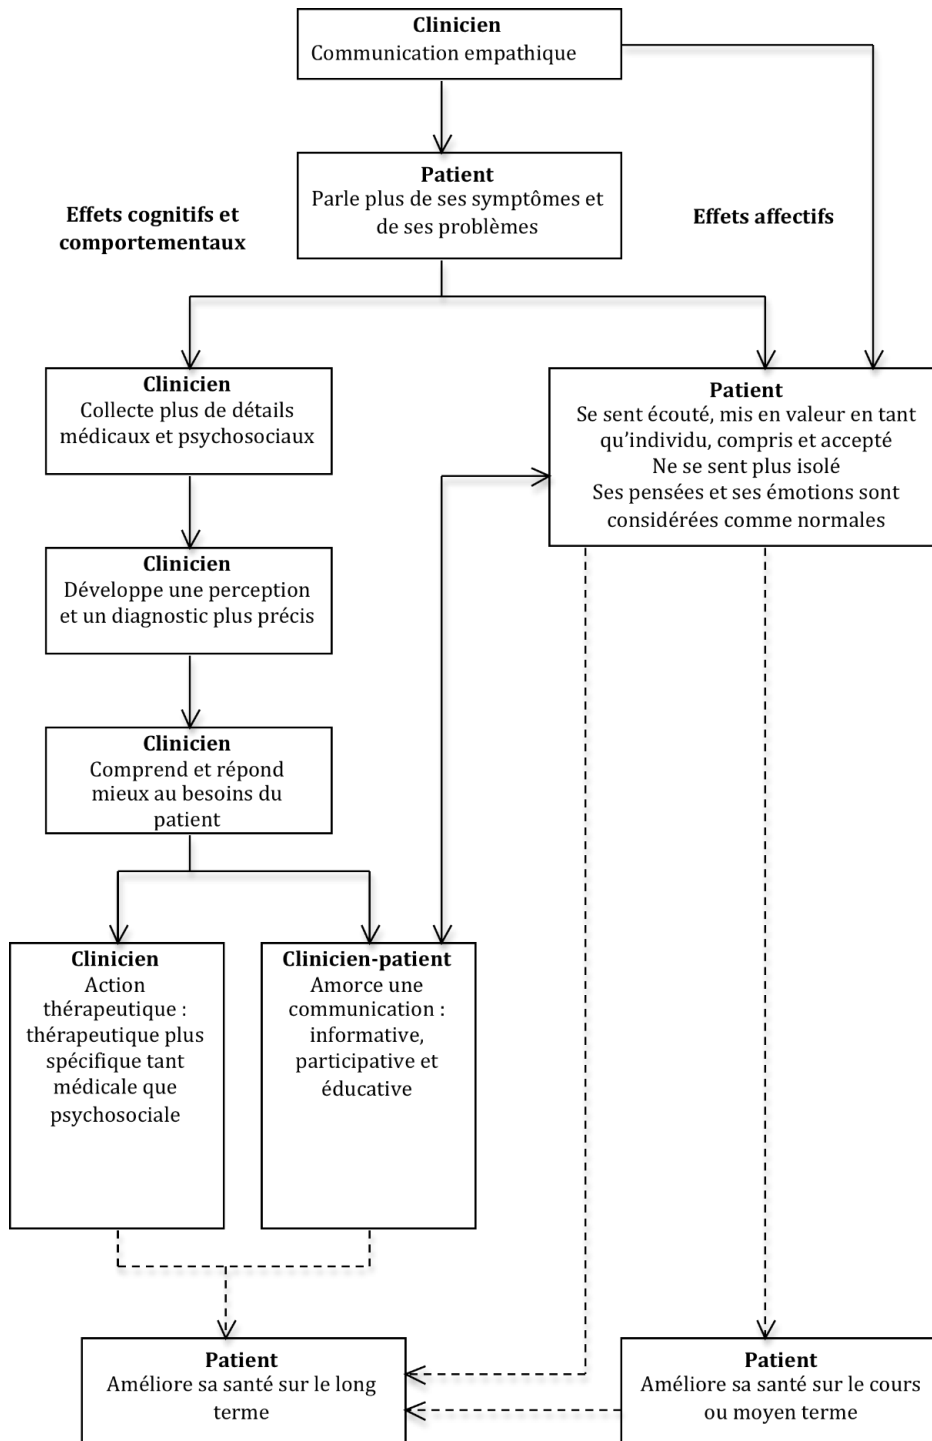 Clinicien
Communication empathique
Patient
Parle plus de ses symptômes et
de ses problèmes
Effets cognitifs et
comportementaux
Effets affectifs
Clinicien
Collecte plus de détails
médicaux et psychosociaux
Patient
Se sent écouté, mis en valeur en tant
qu’individu, compris et accepté
Ne se sent plus isolé
Ses pensées et ses émotions sont
considérées comme normales
Clinicien
Développe une perception
et un diagnostic plus précis
Clinicien
Comprend et répond
mieux au besoins du
patient
Clinicien
Action
thérapeutique :
thérapeutique plus
spécifique tant
médicale que
psychosociale
Clinicien-patient
Amorce une
communication :
informative,
participative et
éducative
Patient
Améliore sa santé sur le long
terme
Patient
Améliore sa santé sur le cours
ou moyen terme